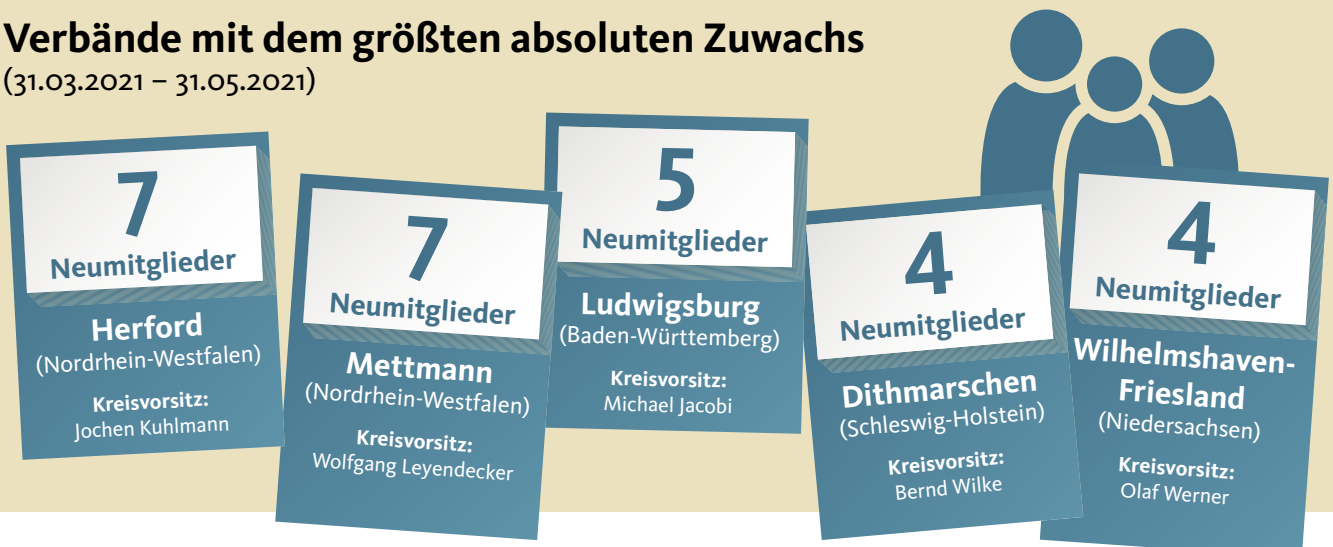 Verbände mit dem größten absoluten Zuwachs
(31.03.2021 – 31.05.2021)
7
Neumitglieder
Herford
(Nordrhein-Westfalen)
Kreisvorsitz:
Jochen Kuhlmann
7
Neumitglieder
Mettmann
(Nordrhein-Westfalen)
Kreisvorsitz:
Wolfgang Leyendecker
5
Neumitglieder
Ludwigsburg
(Baden-Württemberg)
Kreisvorsitz:
Michael Jacobi
4
Neumitglieder
Dithmarschen
(Schleswig-Holstein)
Kreisvorsitz:
Bernd Wilke
4
Neumitglieder
Wilhelmshaven-
Friesland
(Niedersachsen)
Kreisvorsitz:
Olaf Werner